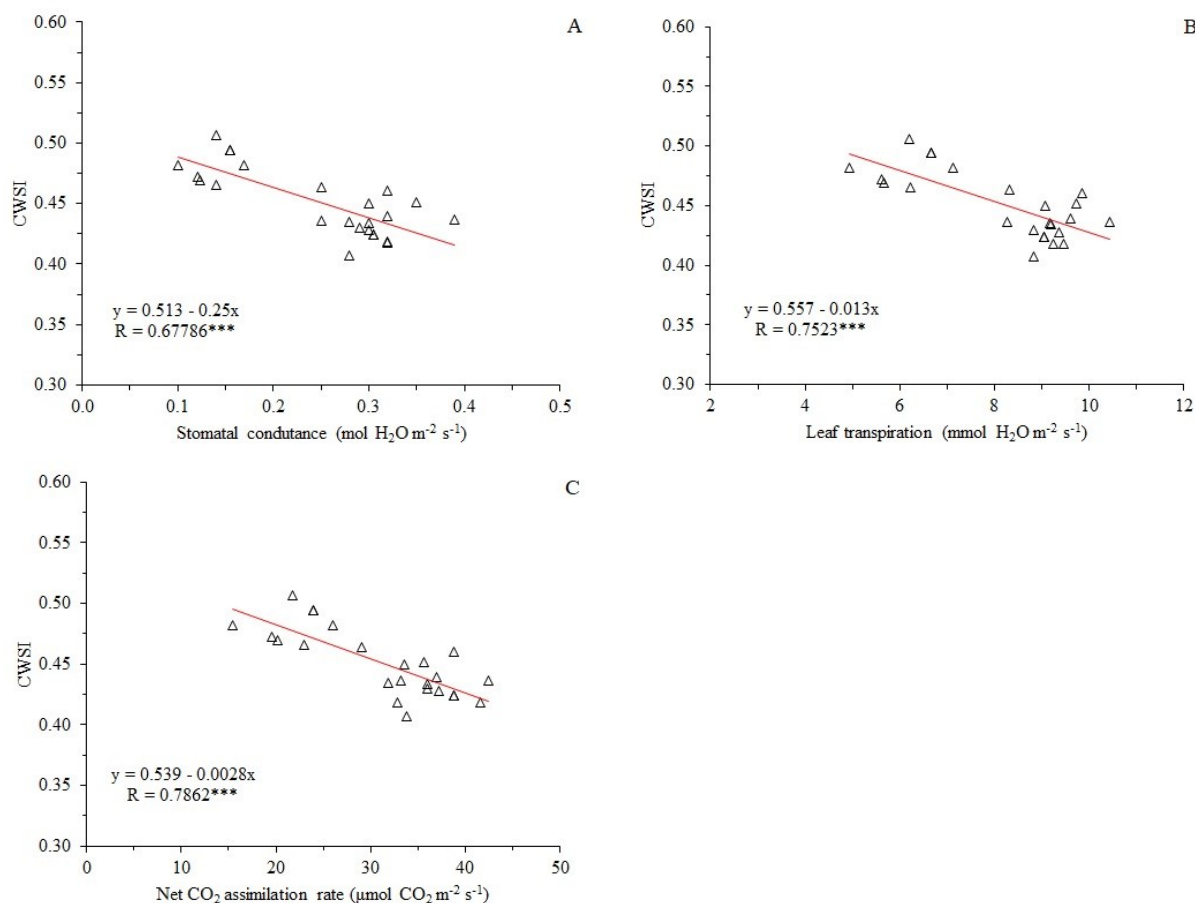 A
0.60
0.55
0.50
0.45
0.40
0.35
0.30
CWSI
y = 0.513 - 0.25x
R = 0.67786***
0.0 0.1 0.2 0.3 0.4 0.5
Stomatal condutance (mol H₂O m⁻² s⁻¹)
B
0.60
0.55
0.50
0.45
0.40
0.35
0.30
CWSI
y = 0.557 - 0.013x
R = 0.7523***
2 4 6 8 10 12
Leaf transpiration (mmol H₂O m⁻² s⁻¹)
C
0.60
0.55
0.50
0.45
0.40
0.35
0.30
CWSI
y = 0.539 - 0.0028x
R = 0.7862***
0 10 20 30 40 50
Net CO₂ assimilation rate (µmol CO₂ m⁻² s⁻¹)